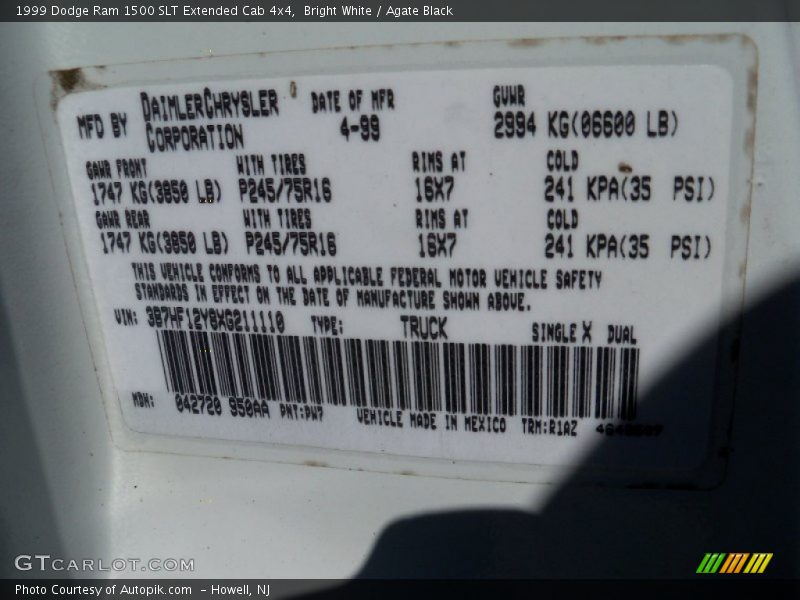 1999 Dodge Ram 1500 SLT Extended Cab 4x4,  Bright White / Agate Black
MFD BY DAIMLERCHRYSLER CORPORATION DATE OF MFR 4-99 GVWR 2994 KG(06600 LB)
GAWR FRONT WITH TIRES RIMS AT COLD
1747 KG(3850 LB) P245/75R16 16X7 241 KPA(35 PSI)
GAWR REAR WITH TIRES RIMS AT COLD
1747 KG(3850 LB) P245/75R16 16X7 241 KPA(35 PSI)
THIS VEHICLE CONFORMS TO ALL APPLICABLE FEDERAL MOTOR VEHICLE SAFETY
STANDARDS IN EFFECT ON THE DATE OF MANUFACTURE SHOWN ABOVE.
VIN: 3B7HF12Y8XG211110 TYPE: TRUCK SINGLE X DUAL
MDH: 042720 950AA PNT:PW7 VEHICLE MADE IN MEXICO TRM:R1AZ
GTCARLOT.COM
Photo Courtesy of Autopik.com  – Howell, NJ